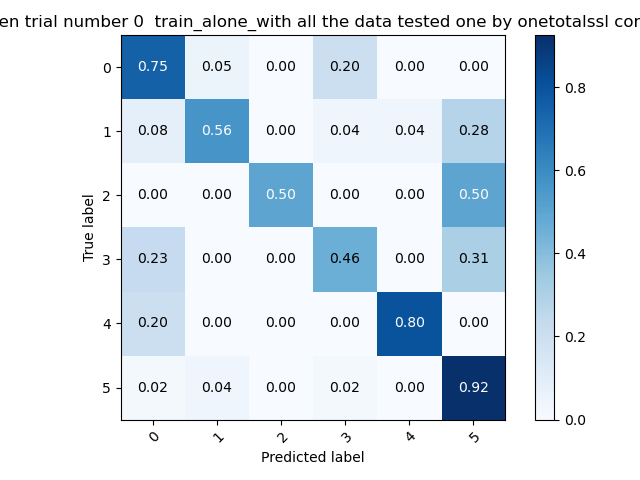 en trial number 0 train_alone_with all the data tested one by onetotalssl con
0 0.75 0.05 0.00 0.20 0.00 0.00
1 0.08 0.56 0.00 0.04 0.04 0.28
2 0.00 0.00 0.50 0.00 0.00 0.50
3 0.23 0.00 0.00 0.46 0.00 0.31
4 0.20 0.00 0.00 0.00 0.80 0.00
5 0.02 0.04 0.00 0.02 0.00 0.92
0 1 2 3 4 5
True label
Predicted label
0.8
0.6
0.4
0.2
0.0